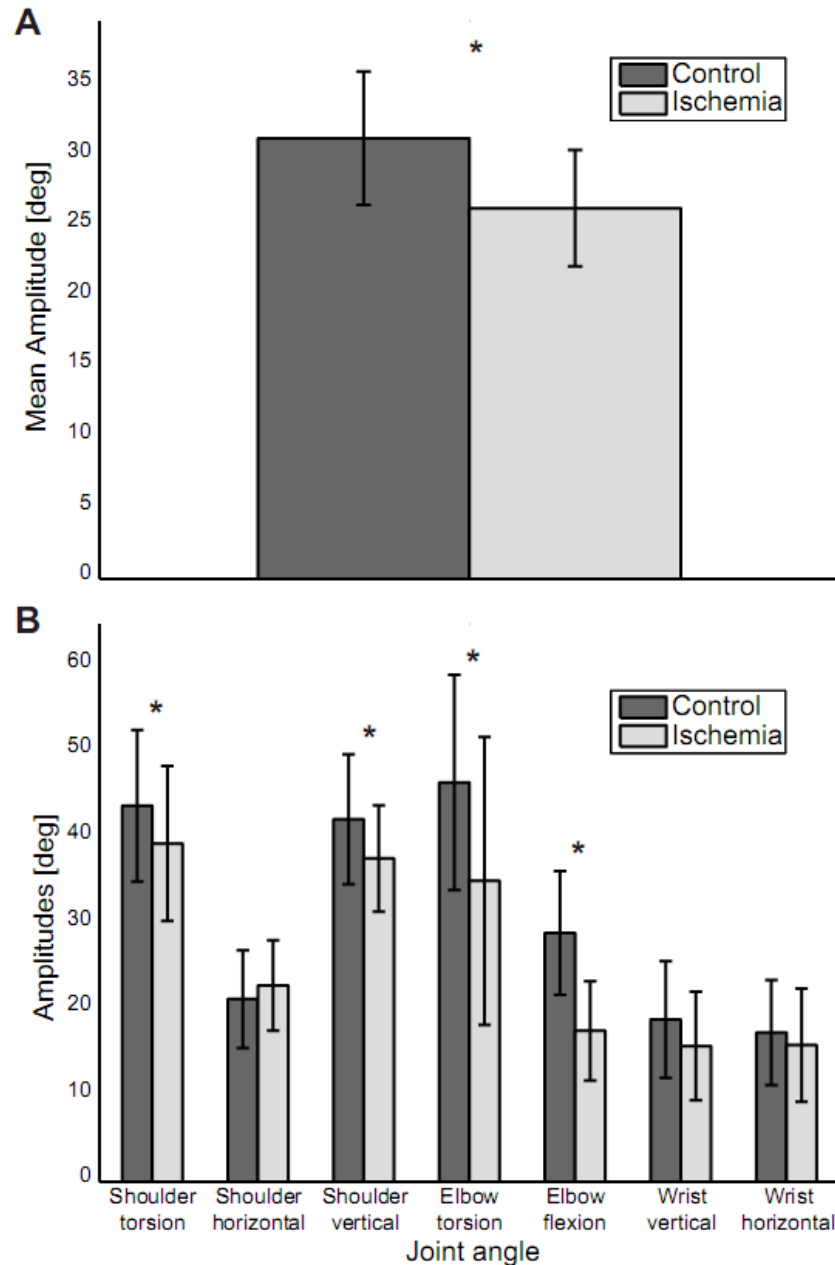 A
*
Control
Ischemia
Mean Amplitude [deg]
35
30
25
20
15
10
5
0
B
*
*
*
*
Control
Ischemia
Amplitudes [deg]
60
50
40
30
20
10
0
Shoulder torsion
Shoulder horizontal
Shoulder vertical
Elbow torsion
Elbow flexion
Wrist vertical
Wrist horizontal
Joint angle